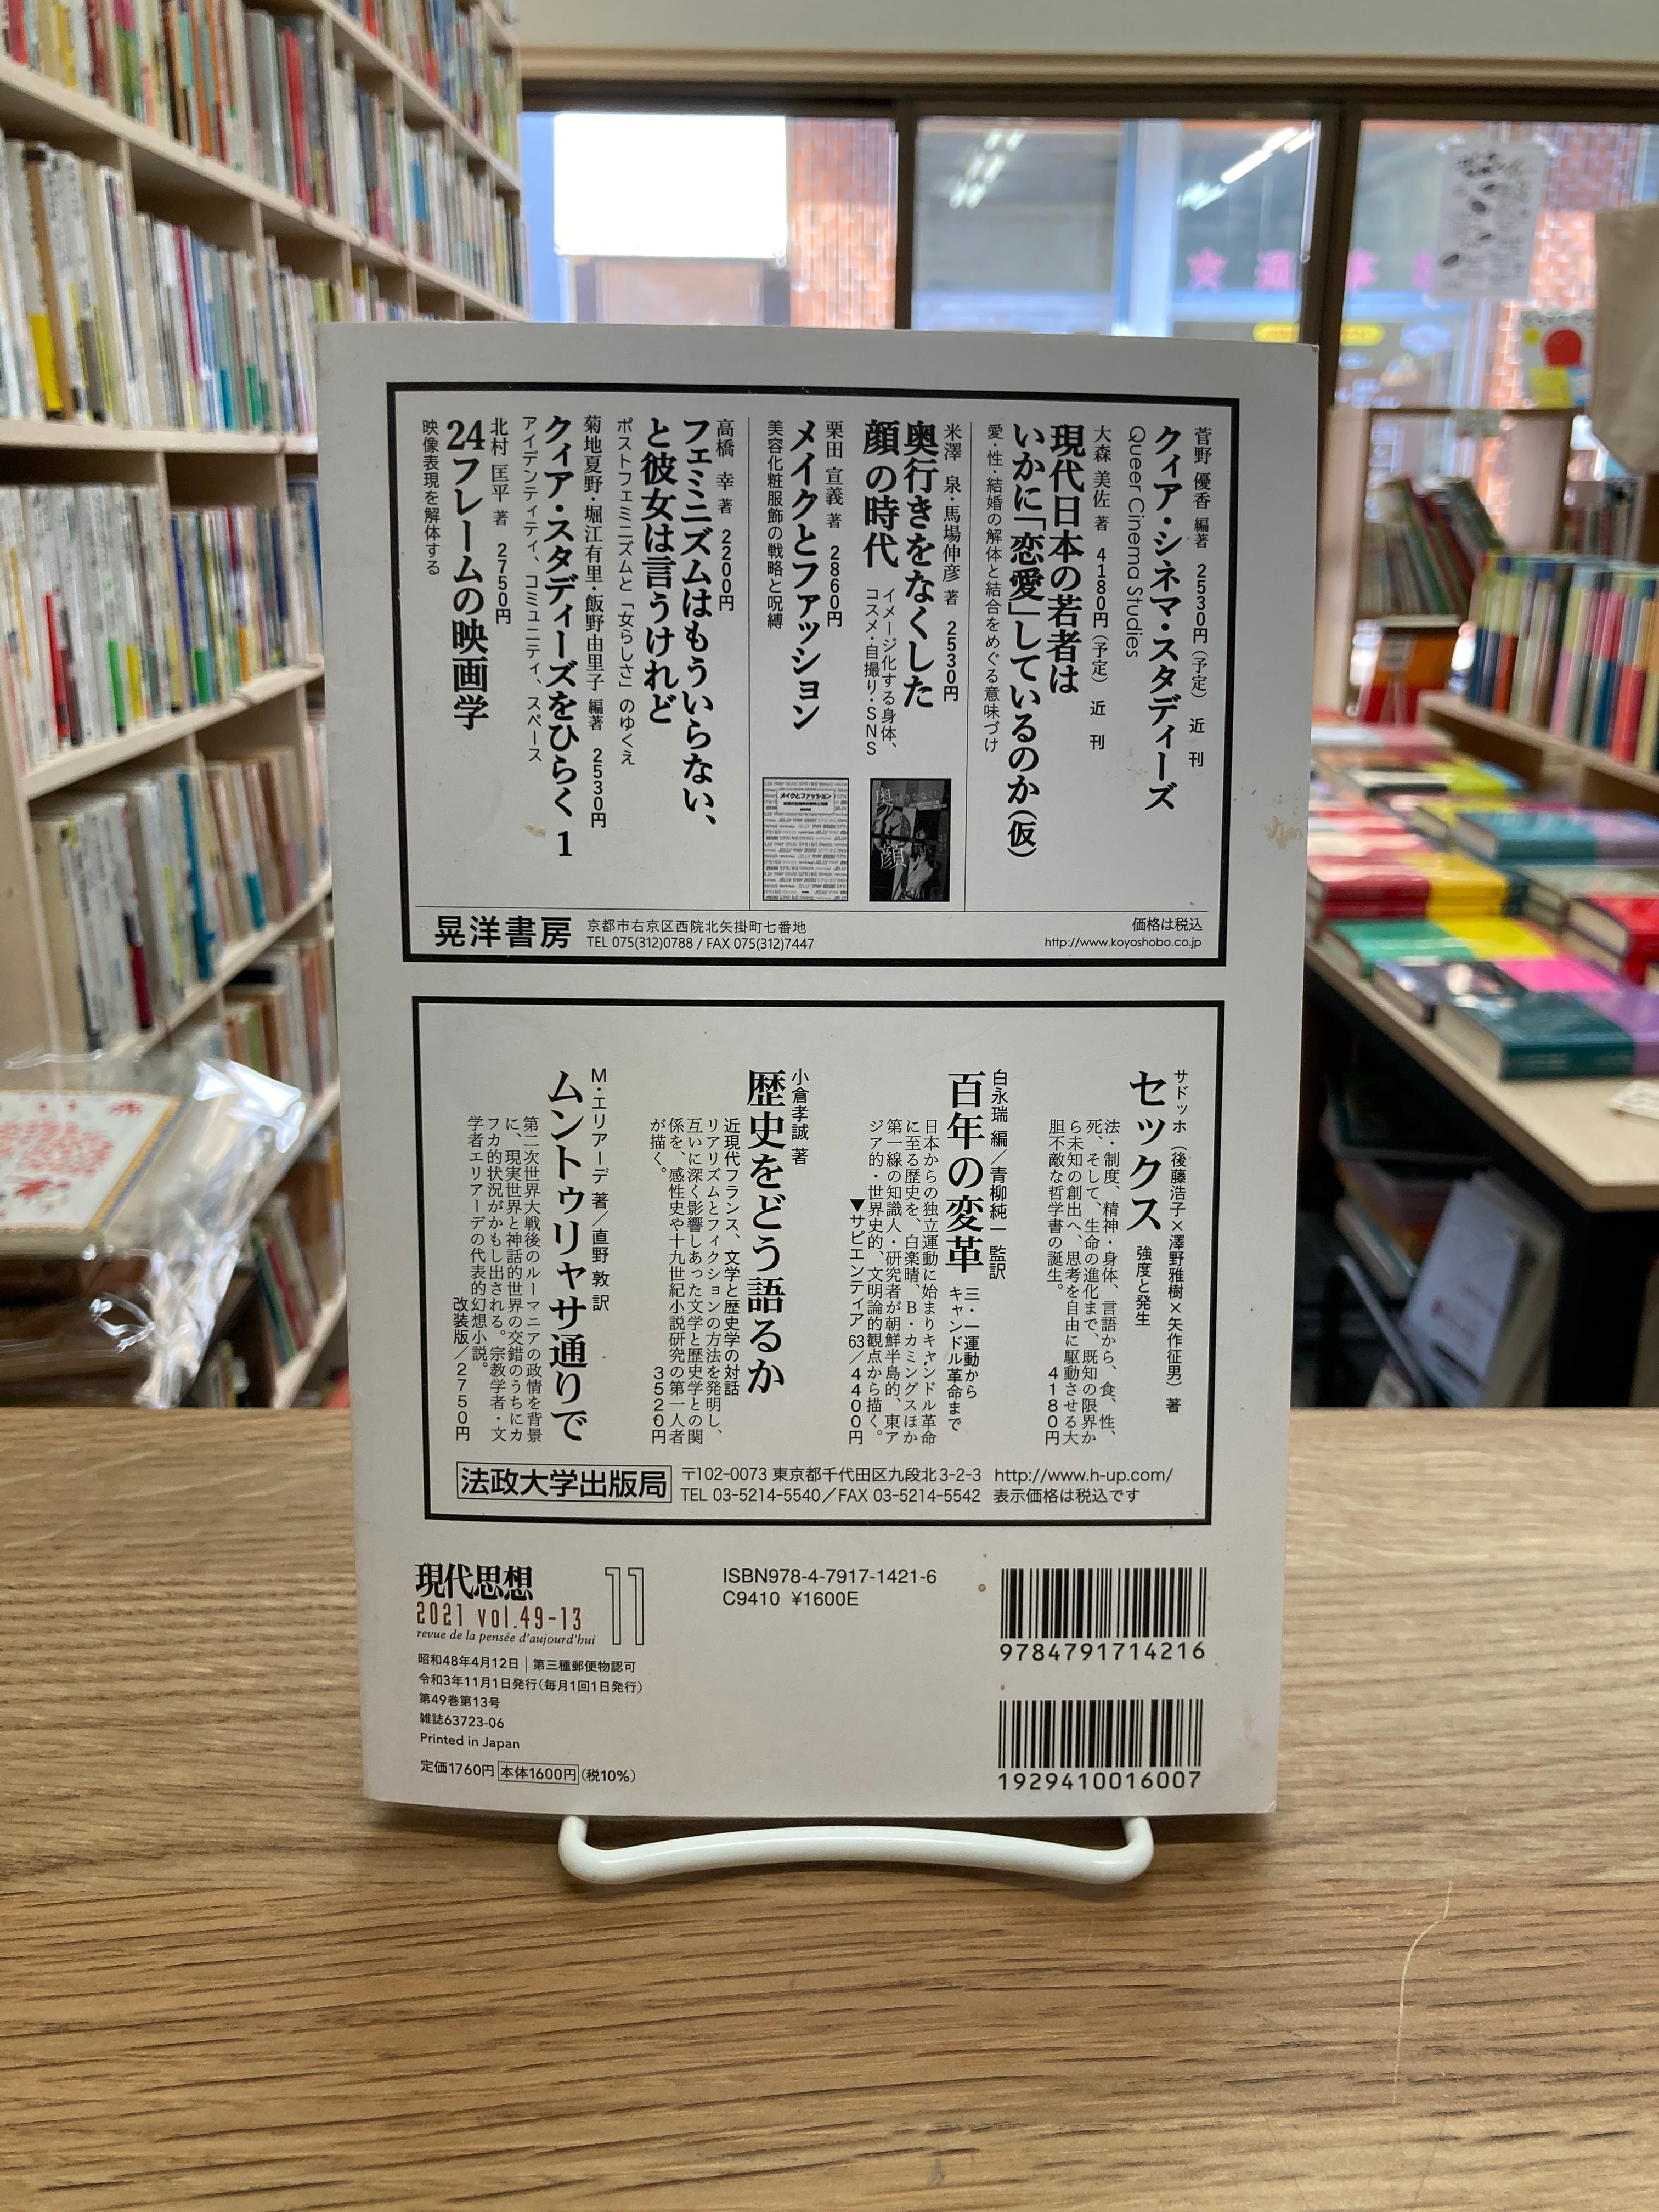 菅野 優香 編著 2530円(予定) 近刊
クィア・シネマ・スタディーズ
Queer Cinema Studies
大森 美佐 著 4180円(予定) 近刊
現代日本の若者は
いかに「恋愛」しているのか(仮)
愛・性・結婚の解体と結合をめぐる意味づけ
米澤 泉・馬場伸彦 著 2530円
奥行きをなくした
顔の時代
イメージ化する身体、
コスメ・自撮り・SNS
栗田 宣義 著 2860円
メイクとファッション
美容化粧服飾の戦略と呪縛
高橋 幸 著 2200円
フェミニズムはもういらない、
と彼女は言うけれど
ポストフェミニズムと「女らしさ」のゆくえ
菊地夏野・堀江有里・飯野由里子 編著 2530円
クィア・スタディーズをひらく 1
アイデンティティ、コミュニティ、スペース
北村 匡平 著 2750円
24フレームの映画学
映像表現を解体する
メイクとファッション
晃洋書房
京都市右京区西院北矢掛町七番地
TEL 075(312)0788 / FAX 075(312)7447
価格は税込
http://www.koyoshobo.co.jp
サドッホ(後藤浩子×澤野雅樹×矢作征男) 著
セックス 強度と発生
法・制度、精神・身体、言語から、食、性、
死、そして、生命の進化まで、既知の限界か
ら未知の創出へ、思考を自由に駆動させる大
胆不敵な哲学書の誕生。 4180円
白永瑞 編/青柳純一 監訳
百年の変革 三・一運動から
キャンドル革命まで
日本からの独立運動に始まりキャンドル革命
に至る歴史を、白楽晴、B・カミングスほか
第一線の知識人・研究者が朝鮮半島的、東ア
ジア的・世界史的、文明論的観点から描く。
▼サピエンティア 63/4400円
小倉孝誠 著
歴史をどう語るか
近現代フランス、文学と歴史学の対話
リアリズムとフィクションの方法を発明し、
互いに深く影響しあった文学と歴史学との関
係を、感性史や十九世紀小説研究の第一人者
が描く。 3520円
M・エリアーデ 著/直野 敦 訳
ムントゥリャサ通りで
第二次世界大戦後のルーマニアの政情を背景
に、現実世界と神話的世界の交錯のうちにカ
フカ的状況がかもし出される。宗教学者・文
学者エリアーデの代表的幻想小説。
改装版/2750円
法政大学出版局
〒102-0073 東京都千代田区九段北3-2-3 http://www.h-up.com/
TEL 03-5214-5540/FAX 03-5214-5542 表示価格は税込です
現代思想 11
2021 vol.49-13
revue de la pensée d'aujourd'hui
昭和48年4月12日|第三種郵便物認可
令和3年11月1日発行(毎月1回1日発行)
第49巻第13号
雑誌63723-06
Printed in Japan
定価1760円 本体1600円 (税10%)
ISBN978-4-7917-1421-6
C9410 ¥1600E
9784791714216
1929410016007